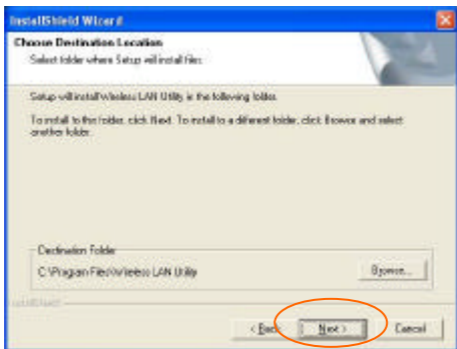 InstallShield Wizard
Choose Destination Location
Select folder where Setup will install files.
Setup will install Wireless LAN Utility in the following folder.
To install to this folder, click Next. To install to a different folder, click Browse and select
another folder.
Destination Folder
C:\Program Files\Wireless LAN Utility
Browse...
InstallShield
< Back
Next >
Cancel